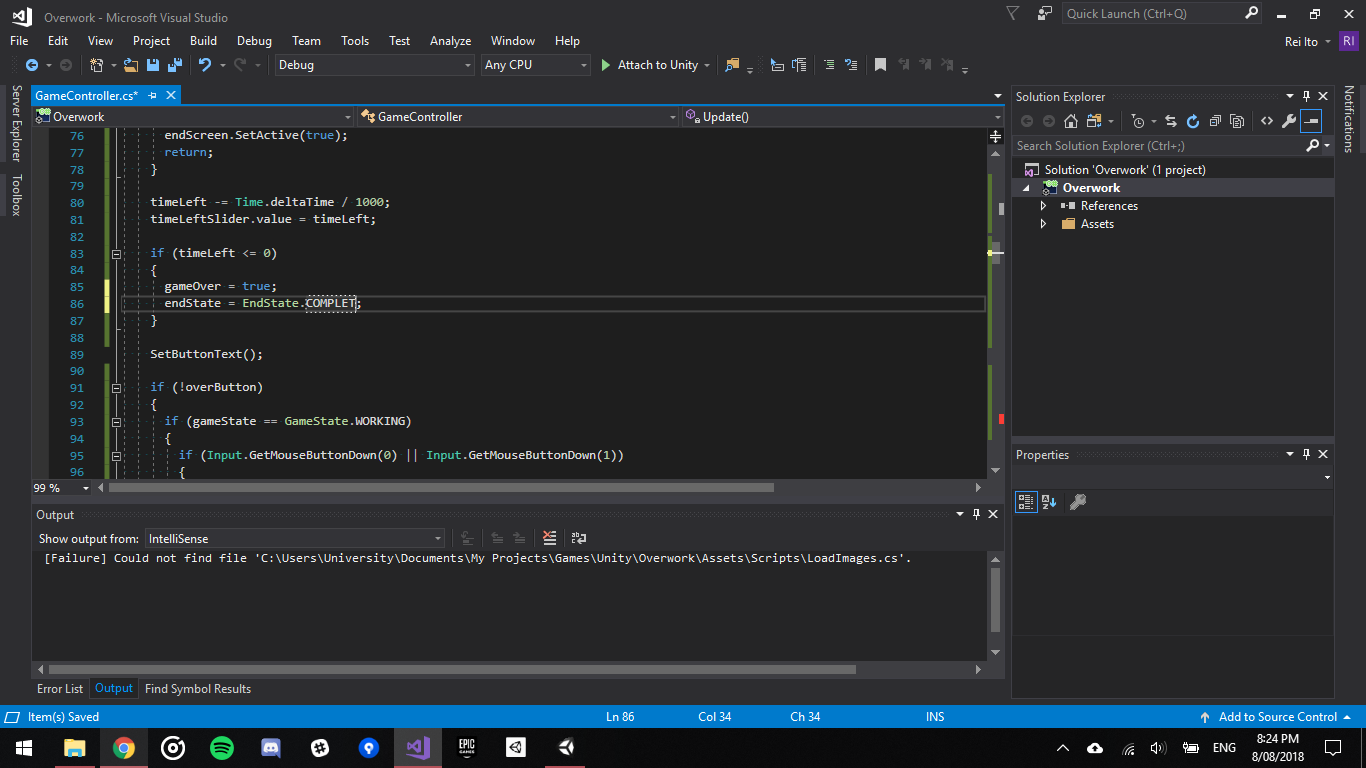 Overwork - Microsoft Visual Studio
Quick Launch (Ctrl+Q)
File Edit View Project Build Debug Team Tools Test Analyze Window Help
Rei Ito RI
Debug Any CPU Attach to Unity
Server Explorer
Toolbox
GameController.cs*
Overwork GameController Update()
76 endScreen.SetActive(true);
77 return;
78 }
79
80 timeLeft -= Time.deltaTime / 1000;
81 timeLeftSlider.value = timeLeft;
82
83 if (timeLeft <= 0)
84 {
85 gameOver = true;
86 endState = EndState.COMPLET;
87 }
88
89 SetButtonText();
90
91 if (!overButton)
92 {
93 if (gameState == GameState.WORKING)
94 {
95 if (Input.GetMouseButtonDown(0) || Input.GetMouseButtonDown(1))
96 {
99 %
Output
Show output from: IntelliSense
[Failure] Could not find file 'C:\Users\University\Documents\My Projects\Games\Unity\Overwork\Assets\Scripts\LoadImages.cs'.
Error List Output Find Symbol Results
Solution Explorer
Search Solution Explorer (Ctrl+;)
Solution 'Overwork' (1 project)
Overwork
References
Assets
Properties
Notifications
Item(s) Saved Ln 86 Col 34 Ch 34 INS Add to Source Control
EPIC
GAMES
ENG
8:24 PM
8/08/2018